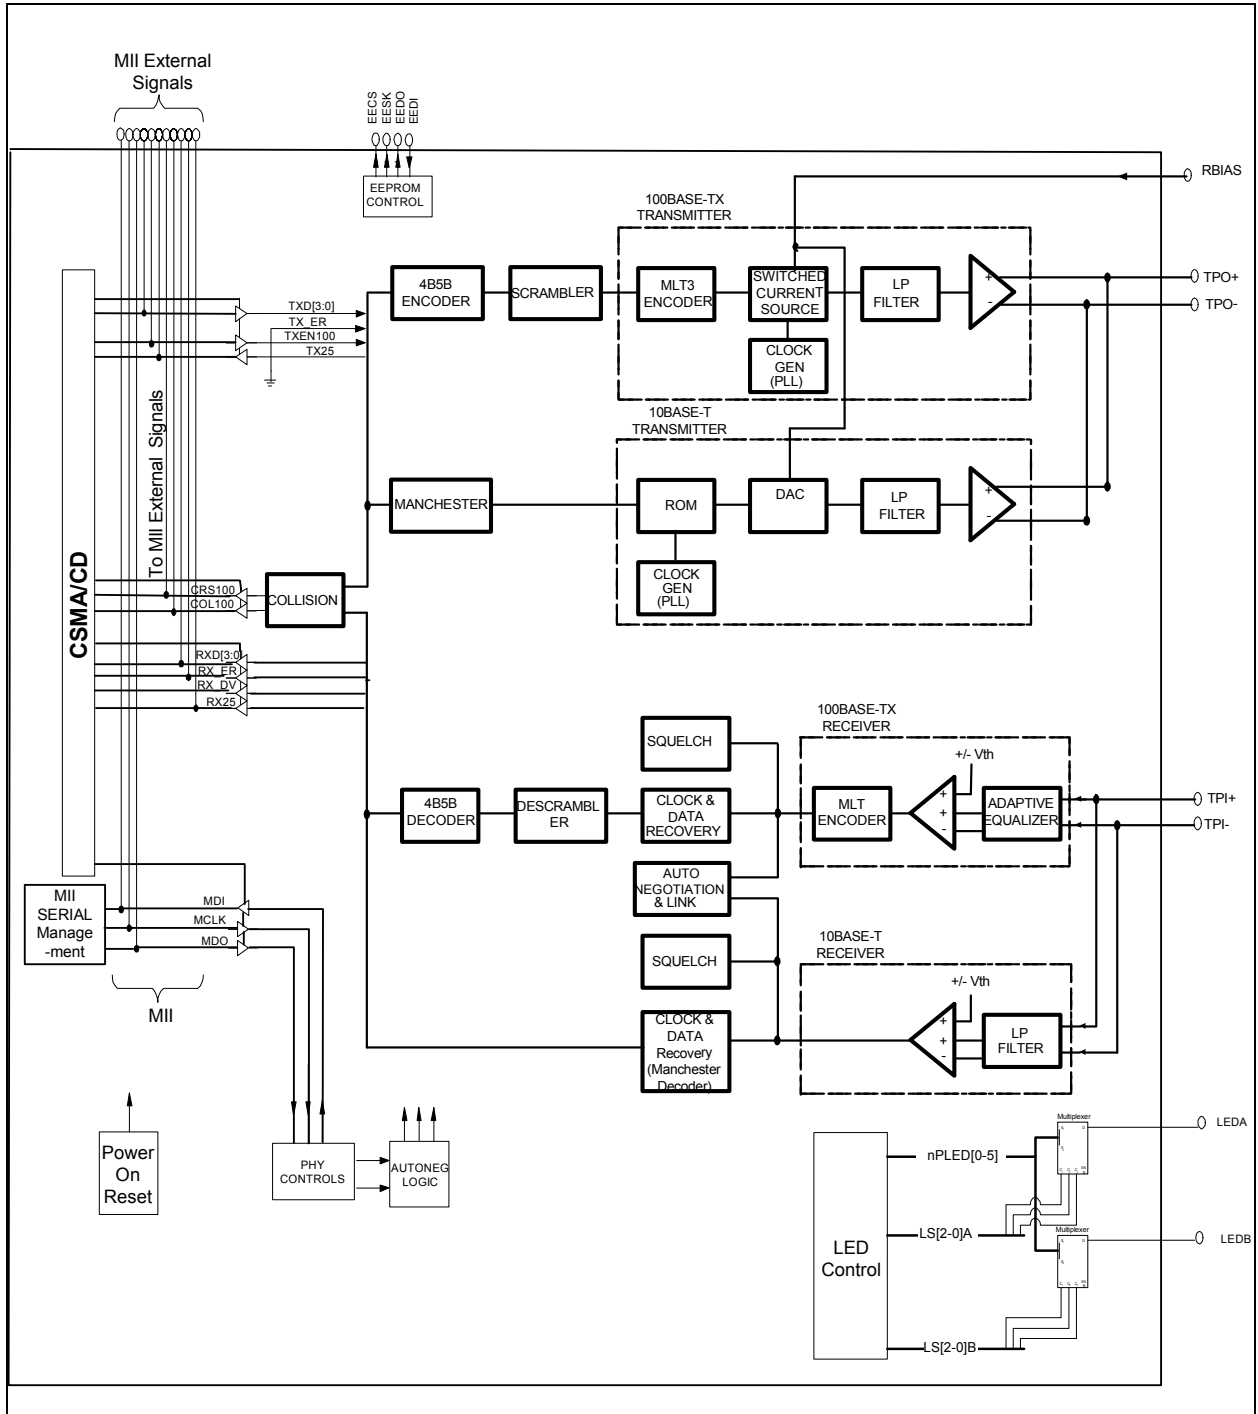 MII External
Signals
EECS
EESK
EEDO
EEDI
EEPROM
CONTROL
RBIAS
100BASE-TX
TRANSMITTER
4B5B
ENCODER
SCRAMBLER
MLT3
ENCODER
SWITCHED
CURRENT
SOURCE
LP
FILTER
+
-
TPO+
TPO-
CLOCK
GEN
(PLL)
TXD[3:0]
TX_ER
TXEN100
TX25
10BASE-T
TRANSMITTER
MANCHESTER
ROM
DAC
LP
FILTER
+
-
CLOCK
GEN
(PLL)
To MII External Signals
CSMA/CD
CRS100
COL100
COLLISION
RXD[3:0]
RX_ER
RX_DV
RX25
100BASE-TX
RECEIVER
SQUELCH
+/- Vth
4B5B
DECODER
DESCRAMBL
ER
CLOCK &
DATA
RECOVERY
MLT
ENCODER
+
+
-
ADAPTIVE
EQUALIZER
TPI+
TPI-
AUTO
NEGOTIATION
& LINK
MII
SERIAL
Manage
-ment
MDI
MCLK
MDO
MII
10BASE-T
RECEIVER
SQUELCH
+/- Vth
CLOCK &
DATA
Recovery
(Manchester
Decoder)
+
+
-
LP
FILTER
Power
On
Reset
PHY
CONTROLS
AUTONEG
LOGIC
LED
Control
nPLED[0-5]
LS[2-0]A
LS[2-0]B
Multiplexer
LEDA
Multiplexer
LEDB